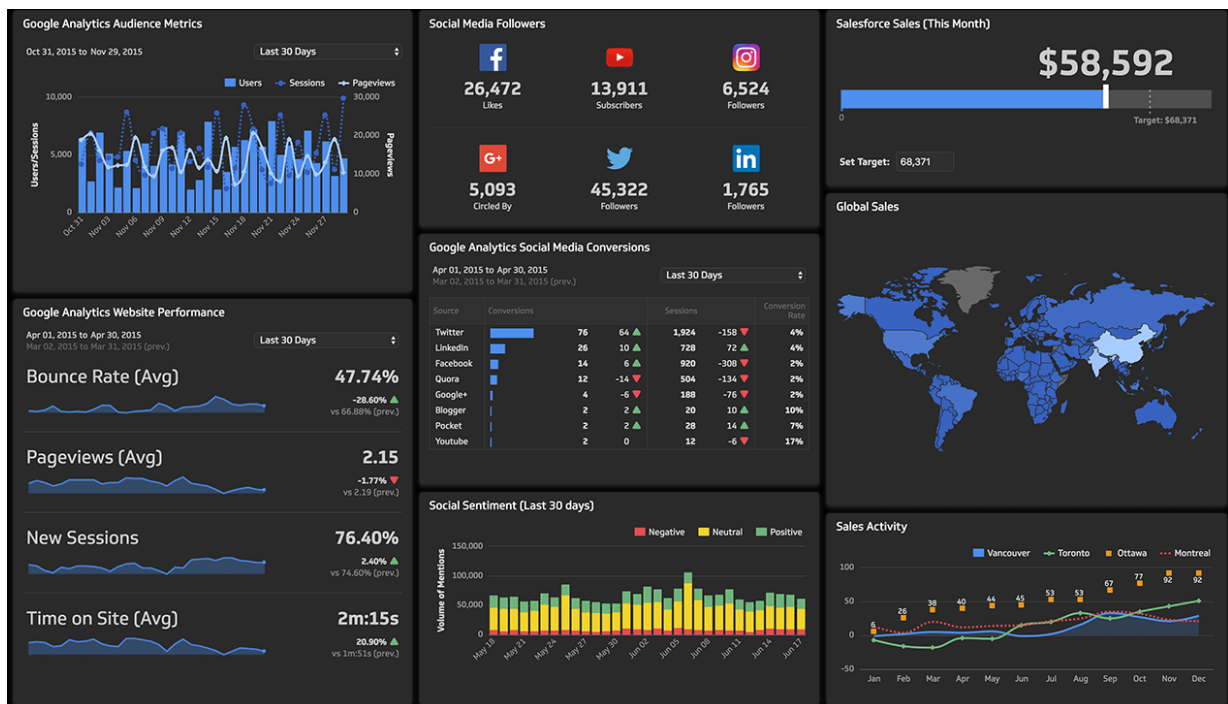 Google Analytics Audience Metrics
Oct 31, 2015 to Nov 29, 2015
Last 30 Days
Users Sessions Pageviews
10,000 30,000
20,000
5,000
10,000
0 0
Users/Sessions
Pageviews
Oct 31 Nov 03 Nov 06 Nov 09 Nov 12 Nov 15 Nov 18 Nov 21 Nov 24 Nov 27
Google Analytics Website Performance
Apr 01, 2015 to Apr 30, 2015
Mar 02, 2015 to Mar 31, 2015 (prev.)
Last 30 Days
Bounce Rate (Avg) 47.74%
-28.60%
vs 66.88% (prev.)
Pageviews (Avg) 2.15
-1.77%
vs 2.19 (prev.)
New Sessions 76.40%
2.40%
vs 74.60% (prev.)
Time on Site (Avg) 2m:15s
20.90%
vs 1m:51s (prev.)
Social Media Followers
26,472 13,911 6,524
Likes Subscribers Followers
G+ in
5,093 45,322 1,765
Circled By Followers Followers
Google Analytics Social Media Conversions
Apr 01, 2015 to Apr 30, 2015
Mar 02, 2015 to Mar 31, 2015 (prev.)
Last 30 Days
Source Conversions Sessions Conversion Rate
Twitter 76 64 1,924 -158 4%
LinkedIn 26 10 728 72 4%
Facebook 14 6 920 -308 2%
Quora 12 -14 504 -134 2%
Google+ 4 -6 188 -76 2%
Blogger 2 2 20 10 10%
Pocket 2 2 28 14 7%
Youtube 2 0 12 -6 17%
Social Sentiment (Last 30 days)
Negative Neutral Positive
150,000
100,000
50,000
0
Volume of Mentions
May 18 May 21 May 24 May 27 May 30 Jun 02 Jun 05 Jun 08 Jun 11 Jun 14 Jun 17
Salesforce Sales (This Month)
$58,592
0
Target: $68,371
Set Target: 68,371
Global Sales
Sales Activity
Vancouver Toronto Ottawa Montreal
100
50
0
-50
6 26 38 40 44 45 53 53 67 77 92 92
Jan Feb Mar Apr May Jun Jul Aug Sep Oct Nov Dec